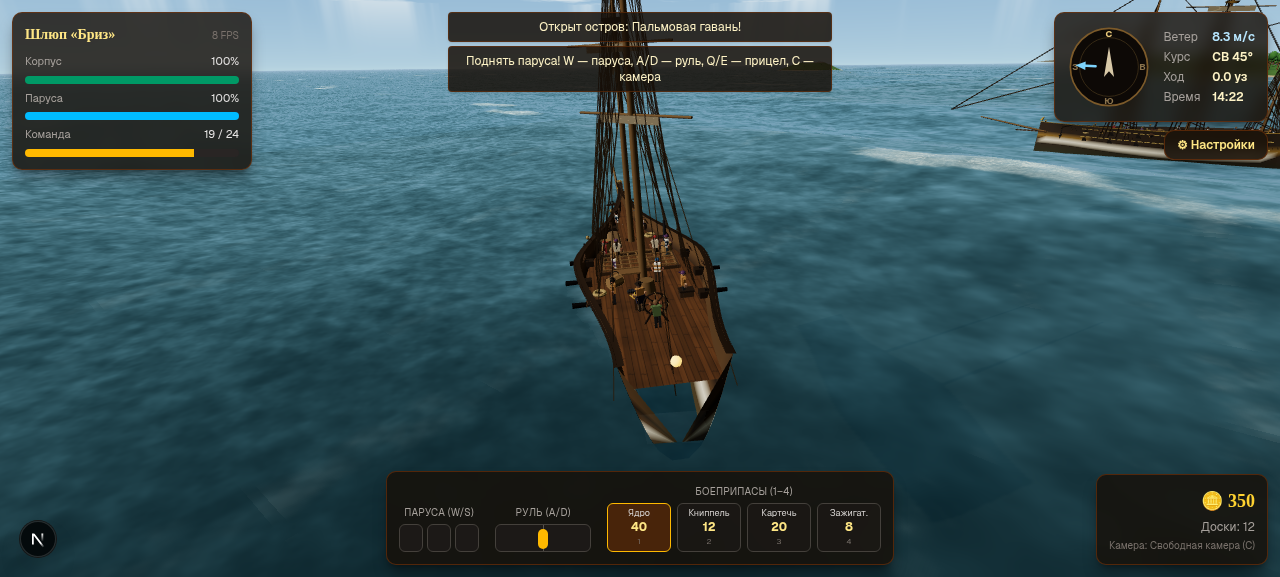 Шлюп «Бриз»
8 FPS
Корпус
100%
Паруса
100%
Команда
19 / 24
Открыт остров: Пальмовая гавань!
Поднять паруса! W — паруса, A/D — руль, Q/E — прицел, C —
камера
С
З
В
Ю
Ветер
8.3 м/с
Курс
СВ 45°
Ход
0.0 уз
Время
14:22
⚙ Настройки
ПАРУСА (W/S)
РУЛЬ (A/D)
БОЕПРИПАСЫ (1–4)
Ядро
40
1
Книппель
12
2
Картечь
20
3
Зажигат.
8
4
350
Доски: 12
Камера: Свободная камера (C)
N